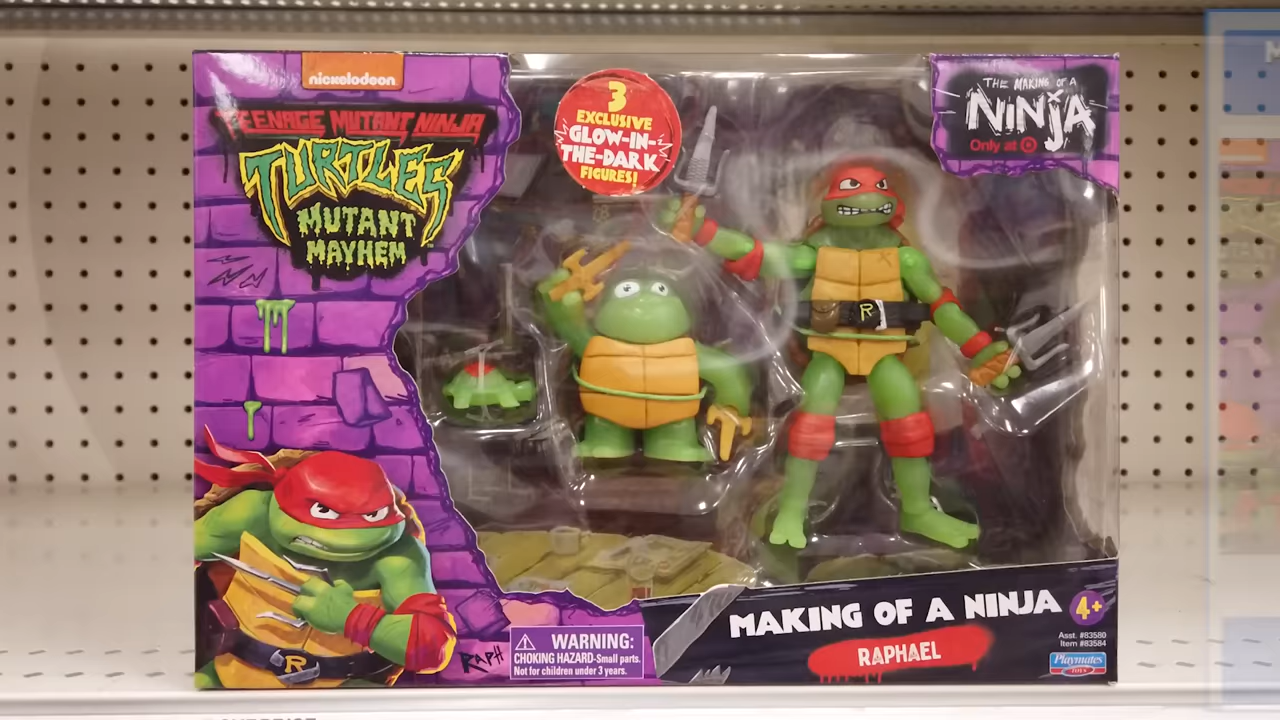 nickelodeon
TEENAGE MUTANT NINJA
TURTLES
MUTANT
MAYHEM
3
EXCLUSIVE
GLOW-IN-
THE-DARK
FIGURES!
THE MAKING OF A
NINJA
Only at
R
R
RAPH
WARNING:
CHOKING HAZARD-Small parts.
Not for children under 3 years.
MAKING OF A NINJA
4+
RAPHAEL
Asst. #83580
Item #83584
Playmates
TOYS